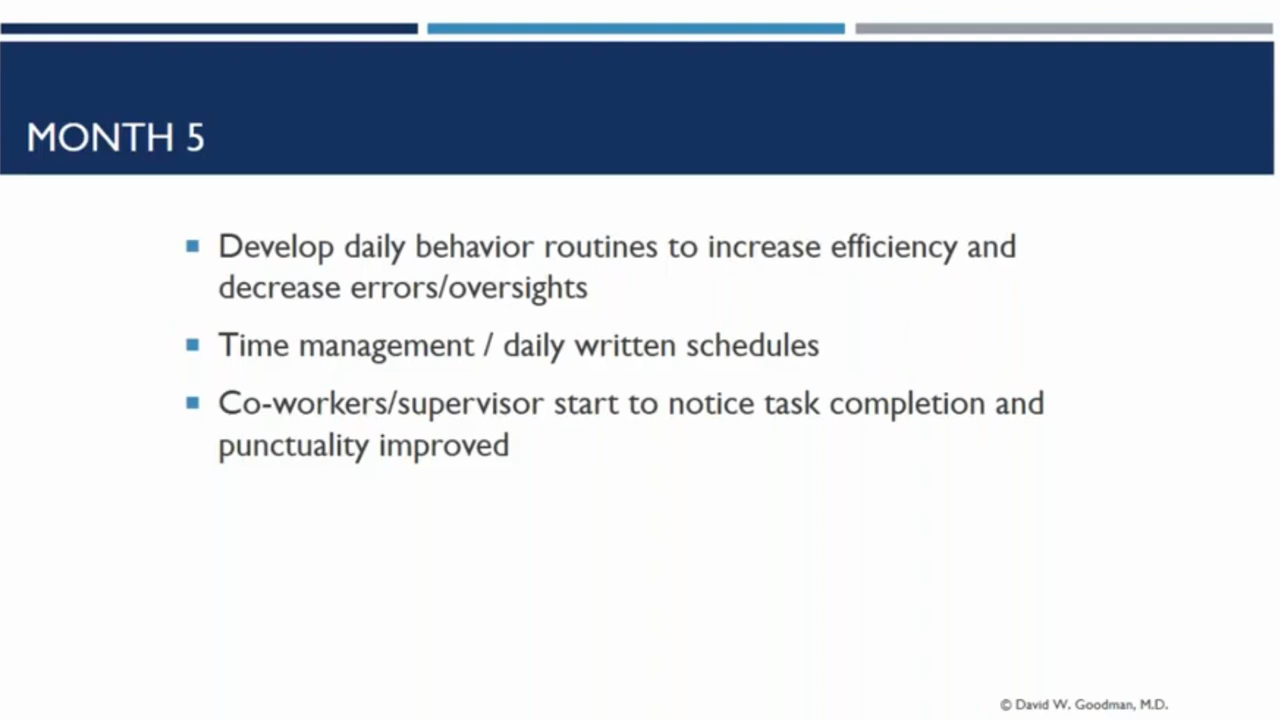 MONTH 5
Develop daily behavior routines to increase efficiency and
decrease errors/oversights
Time management / daily written schedules
Co-workers/supervisor start to notice task completion and
punctuality improved
© David W. Goodman, M.D.